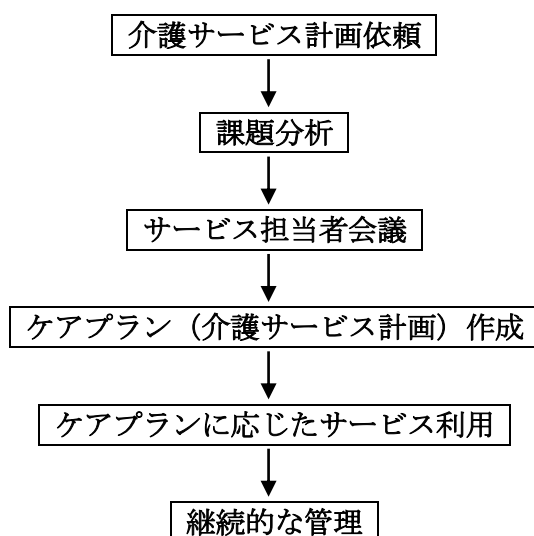 介護サービス計画依頼
課題分析
サービス担当者会議
ケアプラン（介護サービス計画）作成
ケアプランに応じたサービス利用
継続的な管理